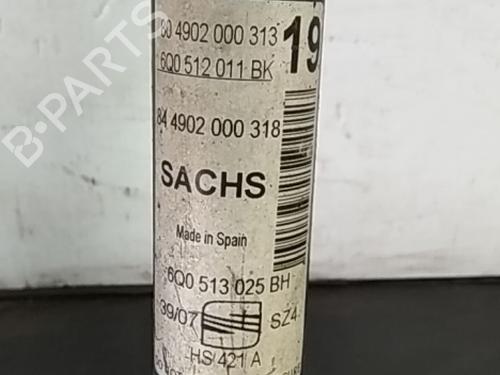 80 4902 000 313
19
6Q0 512 011 BK
84 4902 000 318
SACHS
Made in Spain
6Q0 513 025 BH
39/07
SZ4
HS/421 A
B-PARTS